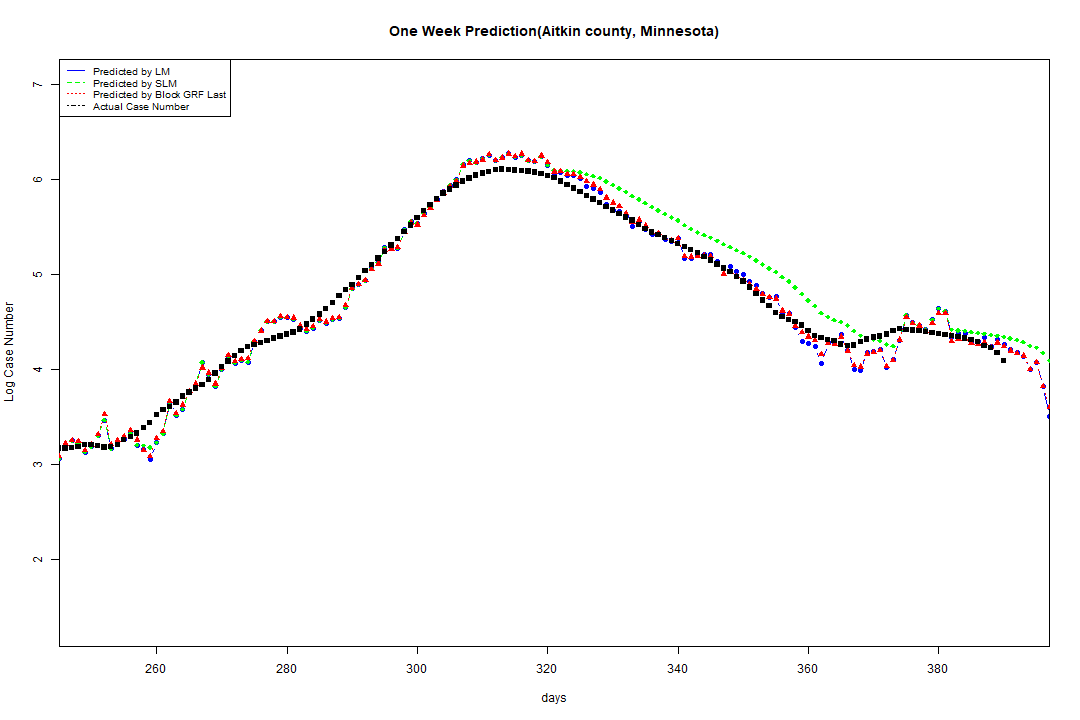 One Week Prediction(Aitkin county, Minnesota)
Predicted by LM
Predicted by SLM
Predicted by Block GRF Last
Actual Case Number
7
6
5
4
3
2
Log Case Number
260 280 300 320 340 360 380
days